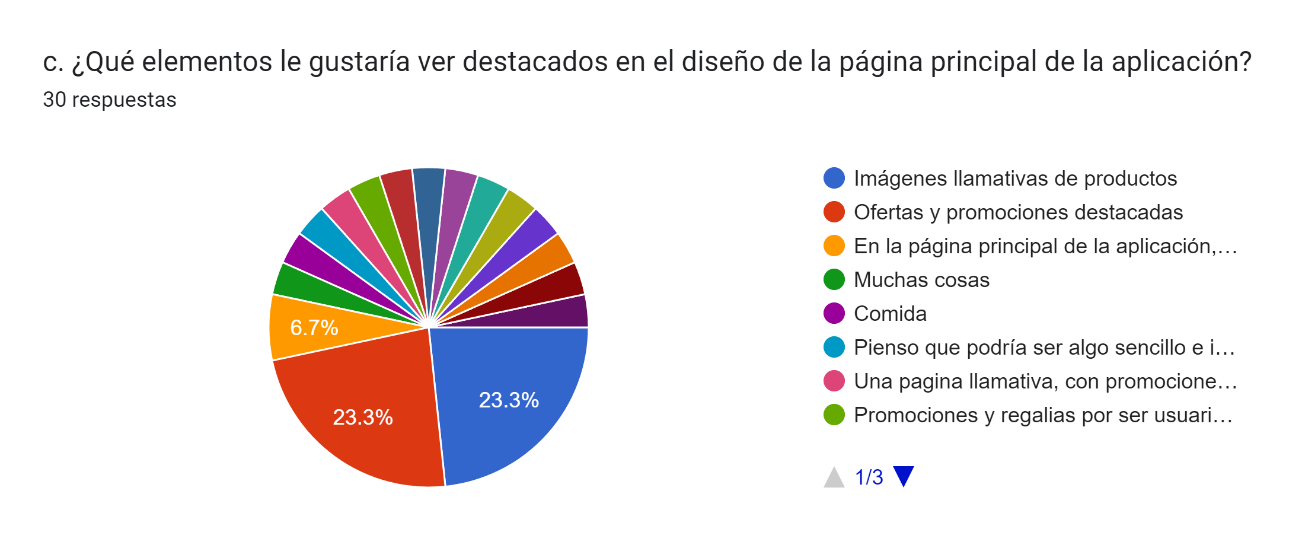 c. ¿Qué elementos le gustaría ver destacados en el diseño de la página principal de la aplicación?
30 respuestas
6.7%
23.3%
23.3%
Imágenes llamativas de productos
Ofertas y promociones destacadas
En la página principal de la aplicación,…
Muchas cosas
Comida
Pienso que podría ser algo sencillo e i…
Una pagina llamativa, con promocione…
Promociones y regalias por ser usuari…
1/3